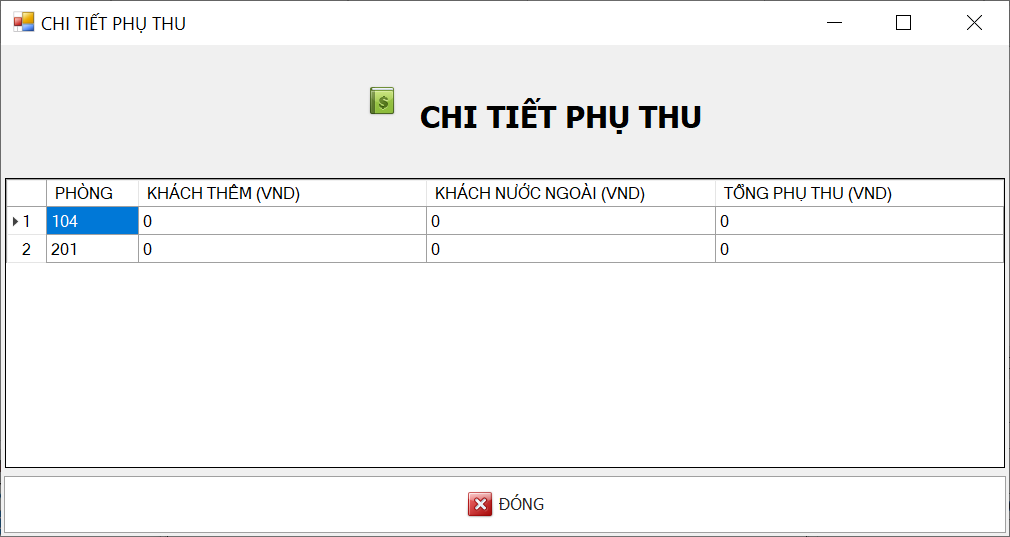 CHI TIẾT PHỤ THU
CHI TIẾT PHỤ THU
PHÒNG KHÁCH THÊM (VND) KHÁCH NƯỚC NGOÀI (VND) TỔNG PHỤ THU (VND)
1 104 0 0 0
2 201 0 0 0
ĐÓNG